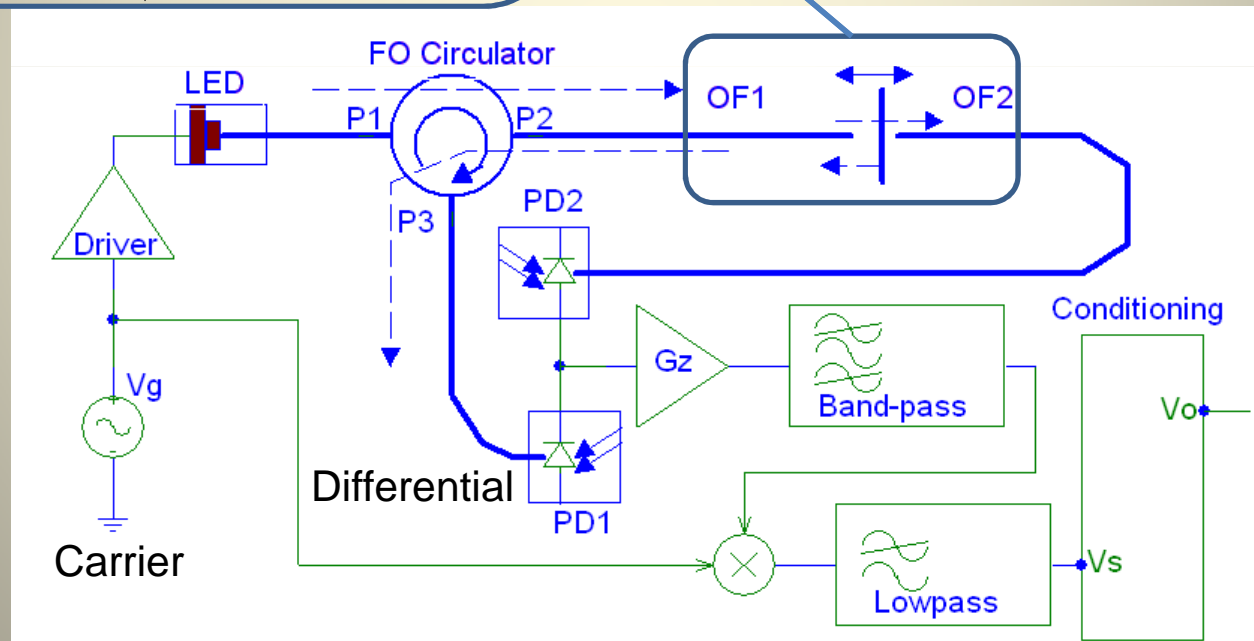 FO Circulator
LED
P1
P2
OF1
OF2
P3
PD2
Driver
Conditioning
Vg
Gz
Band-pass
Vo
Differential
PD1
Carrier
Vs
Lowpass